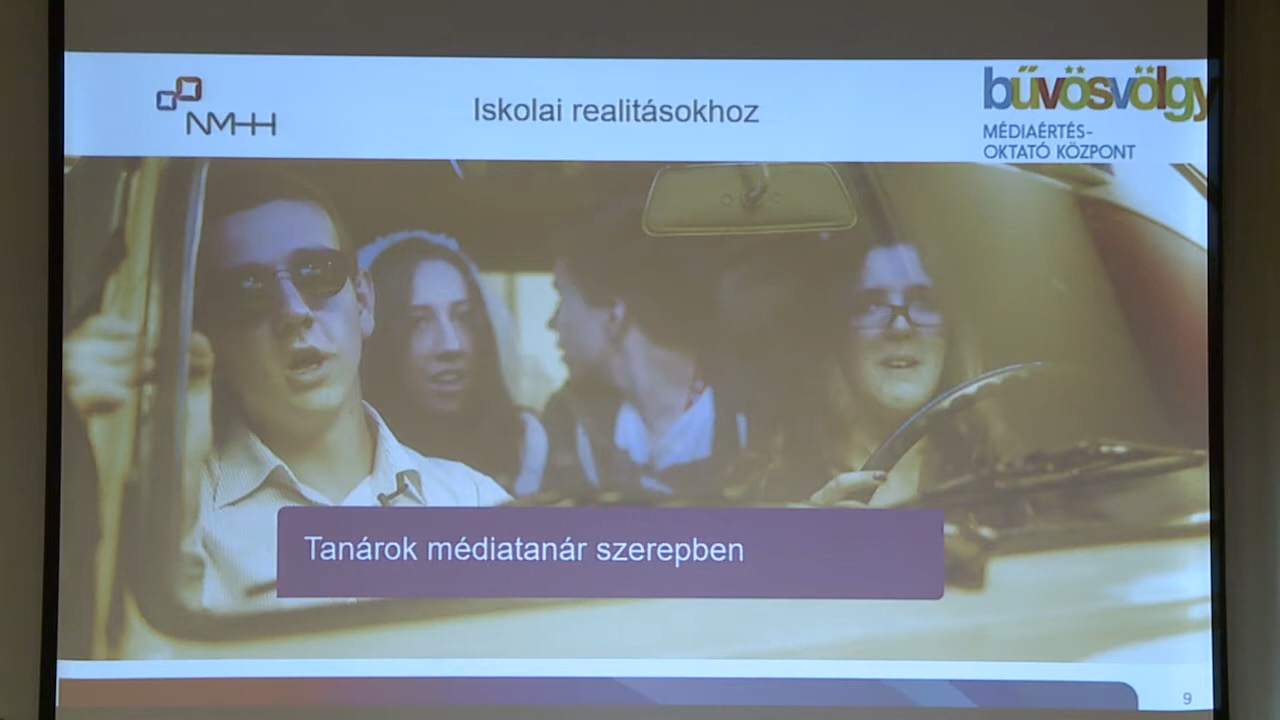 NMHH
Iskolai realitásokhoz
bűvösvölgy
MÉDIAÉRTÉS-
OKTATÓ KÖZPONT
Tanárok médiatanár szerepben
9